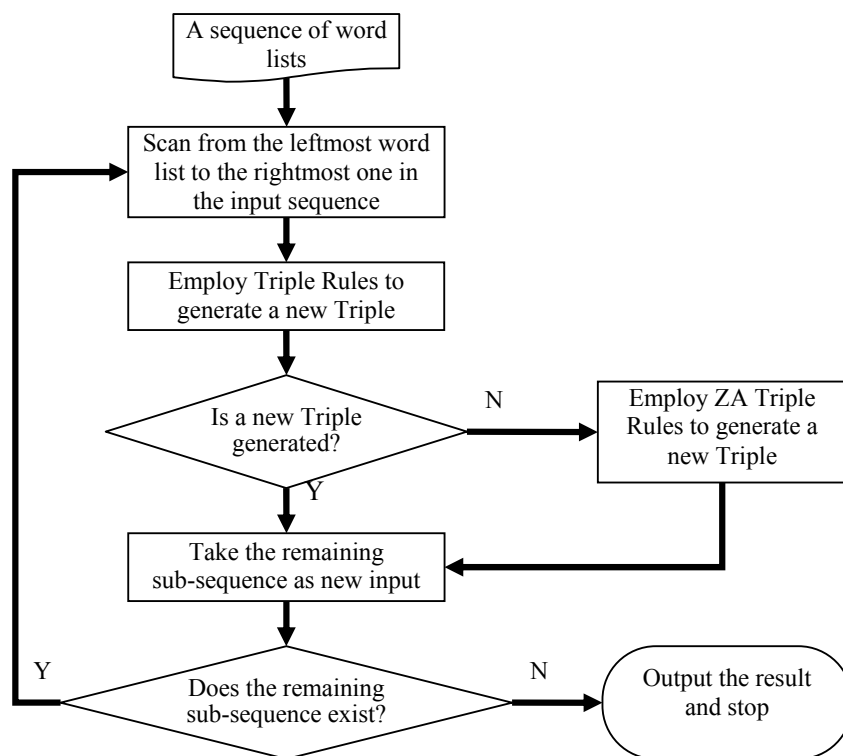 A sequence of word
lists
Scan from the leftmost word
list to the rightmost one in
the input sequence
Employ Triple Rules to
generate a new Triple
Is a new Triple
generated?
N
Employ ZA Triple
Rules to generate a
new Triple
Y
Take the remaining
sub-sequence as new input
Y
Does the remaining
sub-sequence exist?
N
Output the result
and stop